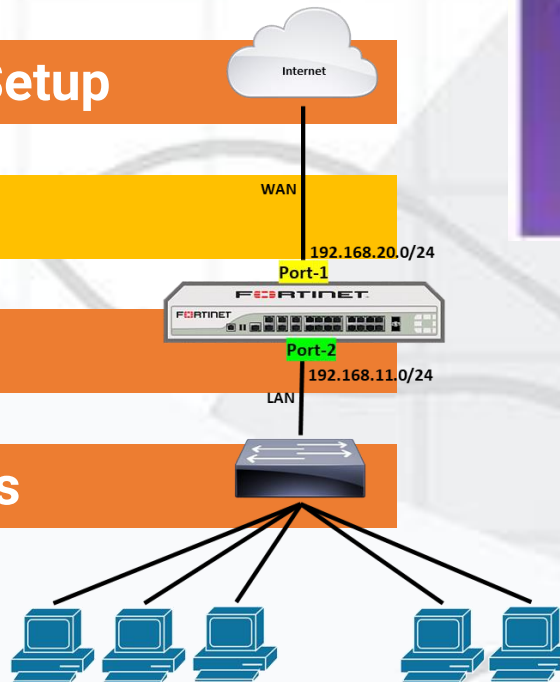 Setup
Internet
WAN
192.168.20.0/24
Port-1
FORTINET
FORTINET
Port-2
192.168.11.0/24
LAN
s